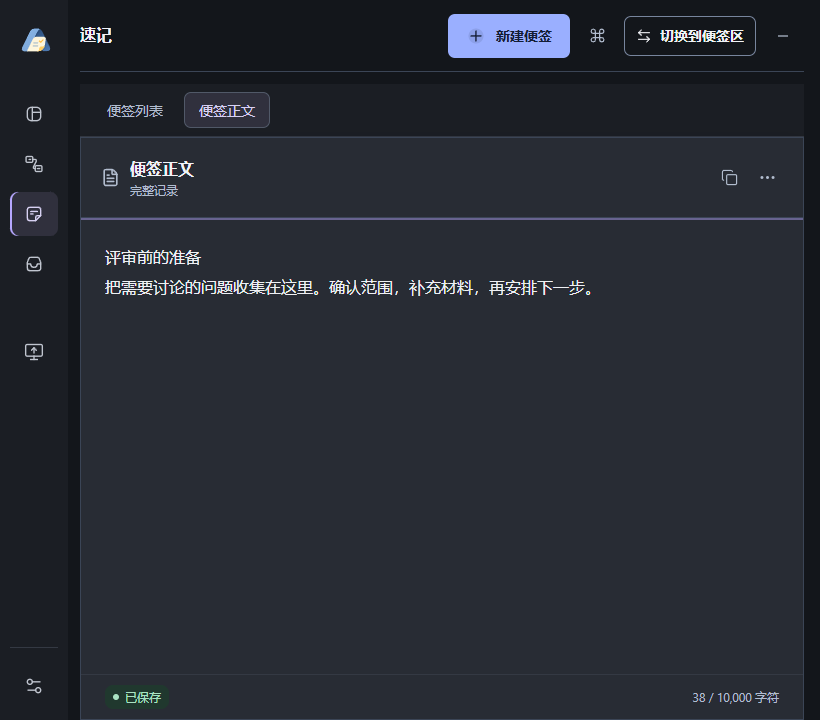 速记
新建便签
切换到便签区
便签列表
便签正文
便签正文
完整记录
评审前的准备
把需要讨论的问题收集在这里。确认范围，补充材料，再安排下一步。
已保存
38 / 10,000 字符